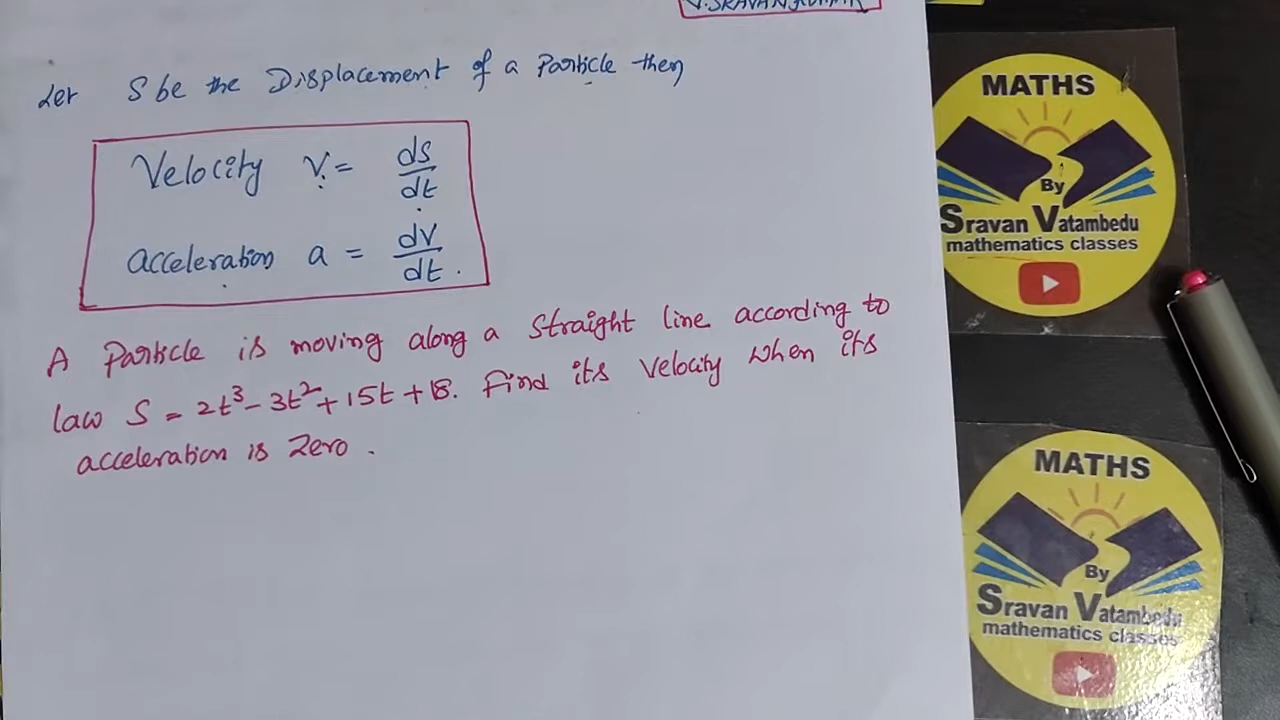 V.SRAVAN KUMAR
Let S be the Displacement of a Particle then
Velocity V = ds/dt
acceleration a = dv/dt.
A Particle is moving along a straight line according to
law S = 2t³ - 3t² + 15t + 18. Find its velocity when its
acceleration is Zero.
MATHS
By
Sravan Vatambedu
mathematics classes
MATHS
By
Sravan Vatambedu
mathematics classes